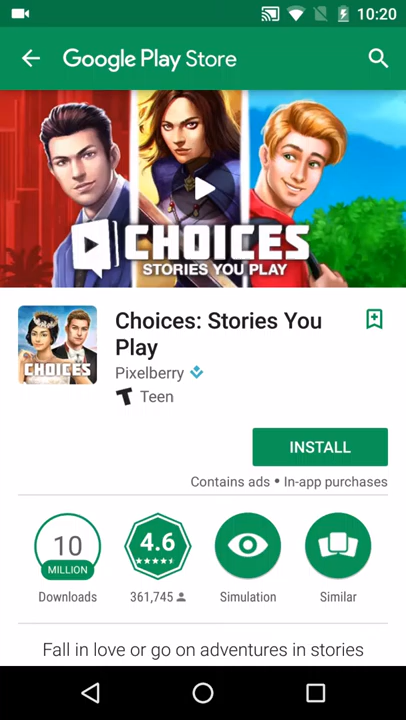 10:20
Google Play Store
CHOICES
STORIES YOU PLAY
CHOICES
Choices: Stories You
Play
Pixelberry
T Teen
INSTALL
Contains ads • In-app purchases
10
MILLION
Downloads
4.6
361,745
Simulation
Similar
Fall in love or go on adventures in stories